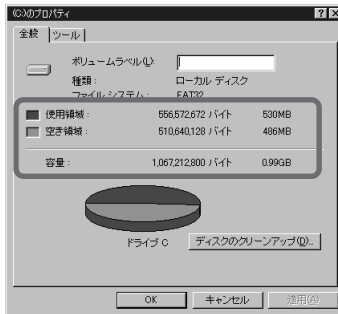 (C:)のプロパティ
全般 ツール
ボリュームラベル(L):
種類: ローカル ディスク
ファイル システム: FAT32
使用領域: 556,572,672 バイト 530MB
空き領域: 510,640,128 バイト 486MB
容量: 1,067,212,800 バイト 0.99GB
ドライブ C
ディスクのクリーンアップ(D)...
OK キャンセル 適用(A)